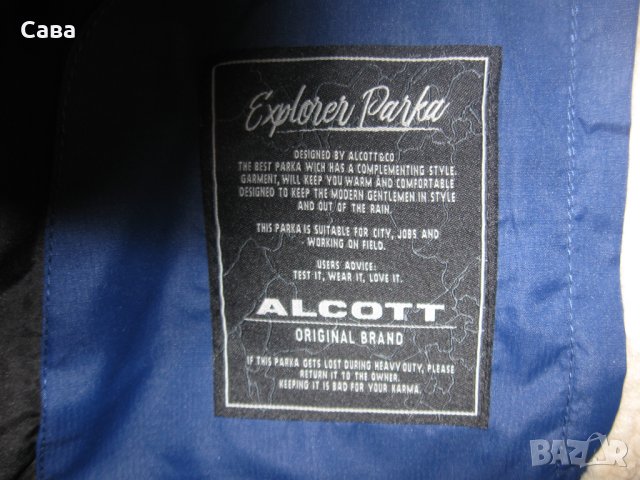 Сава
Explorer Parka
DESIGNED BY ALCOTT&CO
THE BEST PARKA WICH HAS A COMPLEMENTING STYLE.
GARMENT, WILL KEEP YOU WARM AND COMFORTABLE
DESIGNED TO KEEP THE MODERN GENTLEMEN IN STYLE
AND OUT OF THE RAIN.
THIS PARKA IS SUITABLE FOR CITY, JOBS AND
WORKING ON FIELD.
USERS ADVICE:
TEST IT, WEAR IT, LOVE IT.
ALCOTT
ORIGINAL BRAND
IF THIS PARKA GETS LOST DURING HEAVY DUTY, PLEASE
RETURN IT TO THE OWNER.
KEEPING IT IS BAD FOR YOUR KARMA.
BAZAR